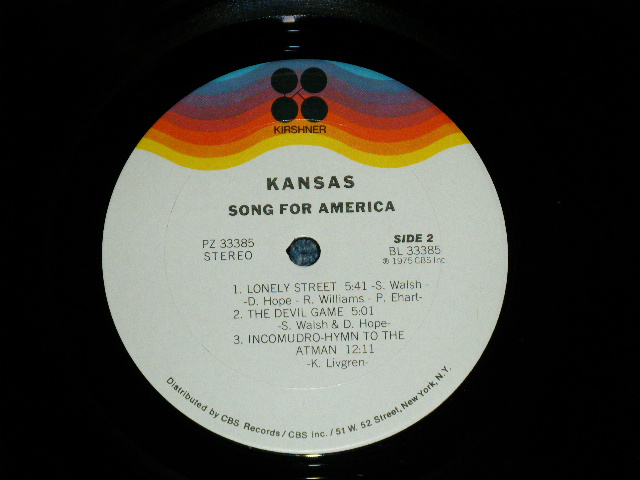 KIRSHNER
KANSAS
SONG FOR AMERICA
PZ 33385
STEREO
SIDE 2
BL 33385
℗ 1975 CBS Inc.
1. LONELY STREET 5:41 -S. Walsh -
-D. Hope - R. Williams - P. Ehart-
2. THE DEVIL GAME 5:01
-S. Walsh & D. Hope-
3. INCOMUDRO-HYMN TO THE
ATMAN 12:11
-K. Livgren-
Distributed by CBS Records / CBS Inc. / 51 W. 52 Street, New York, N.Y.